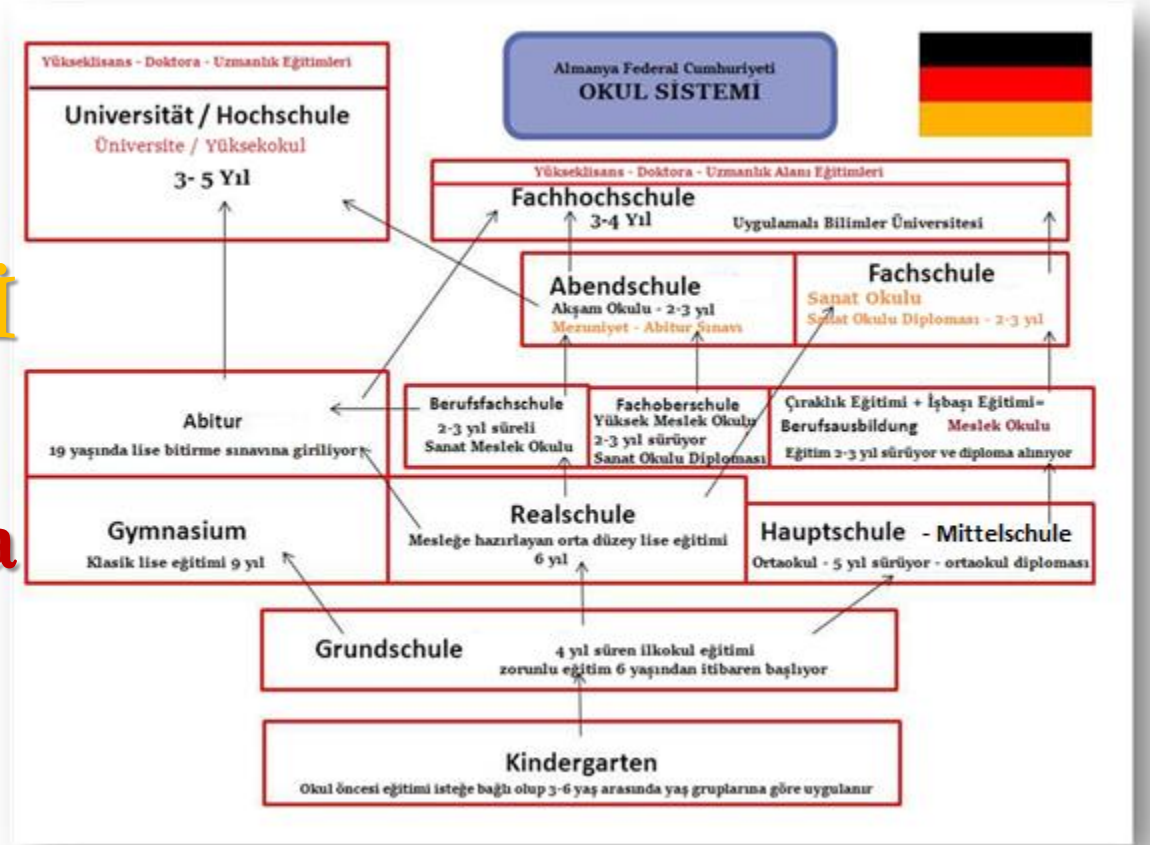 Yükseklisans - Doktora - Uzmanlık Eğitimleri
Universität / Hochschule
Üniversite / Yüksekokul
3- 5 Yıl
Almanya Federal Cumhuriyeti
OKUL SİSTEMİ
Yükseklisans - Doktora - Uzmanlık Alanı Eğitimleri
Fachhochschule
3-4 Yıl
Uygulamalı Bilimler Üniversitesi
İ
Abendschule
Akşam Okulu - 2-3 yıl
Mezuniyet - Abitur Sınavı
Fachschule
Sanat Okulu
Sanat Okulu Diploması - 2-3 yıl
Abitur
19 yaşında lise bitirme sınavına giriliyor
Berufsfachschule
2-3 yıl süreli
Sanat Meslek Okulu
Fachoberschule
Yüksek Meslek Okulu
2-3 yıl sürüyor
Sanat Okulu Diploması
Çıraklık Eğitimi + İşbaşı Eğitimi=
Berufsausbildung Meslek Okulu
Eğitim 2-3 yıl sürüyor ve diploma alınıyor
a
Gymnasium
Klasik lise eğitimi 9 yıl
Realschule
Mesleğe hazırlayan orta düzey lise eğitimi
6 yıl
Hauptschule - Mittelschule
Ortaokul - 5 yıl sürüyor - ortaokul diploması
Grundschule
4 yıl süren ilkokul eğitimi
zorunlu eğitim 6 yaşından itibaren başlıyor
Kindergarten
Okul öncesi eğitimi isteğe bağlı olup 3-6 yaş arasında yaş gruplarına göre uygulanır